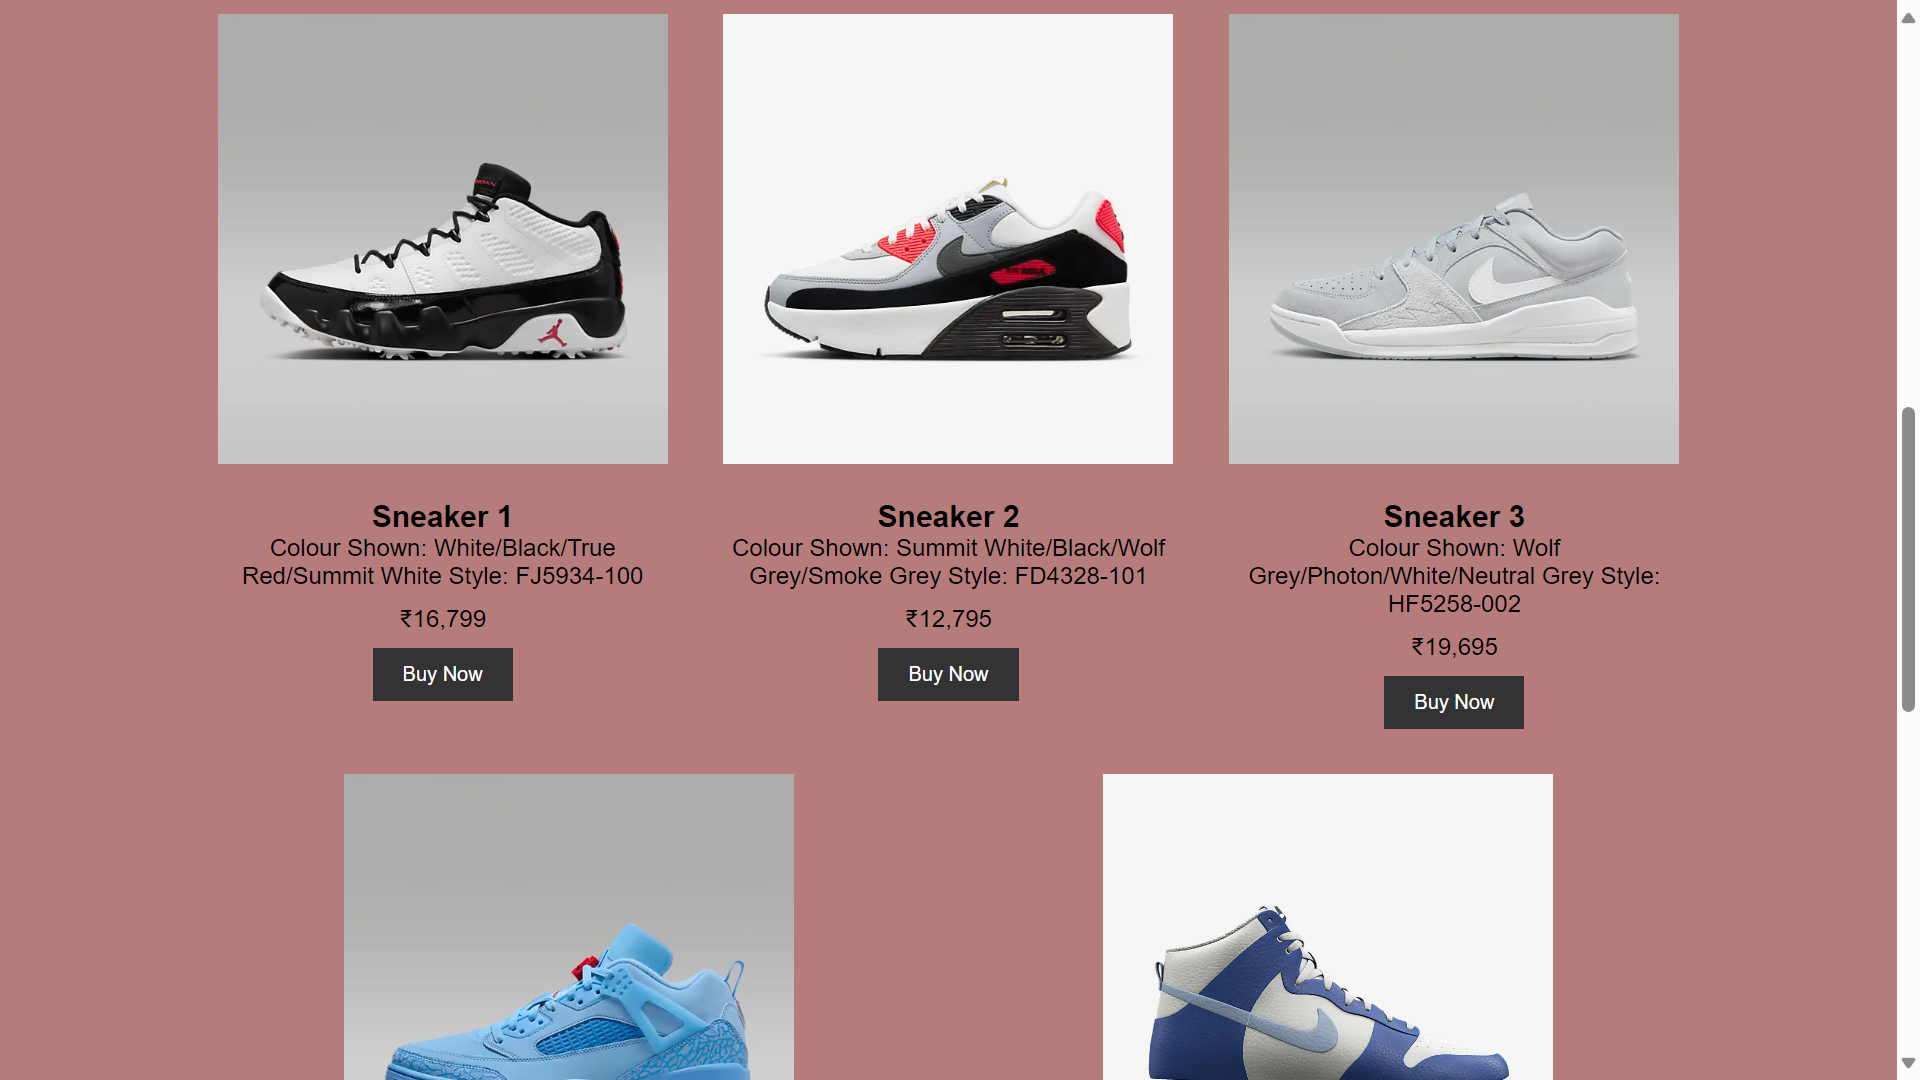 Sneaker 1
Colour Shown: White/Black/True
Red/Summit White Style: FJ5934-100
₹16,799
Buy Now
Sneaker 2
Colour Shown: Summit White/Black/Wolf
Grey/Smoke Grey Style: FD4328-101
₹12,795
Buy Now
Sneaker 3
Colour Shown: Wolf
Grey/Photon/White/Neutral Grey Style:
HF5258-002
₹19,695
Buy Now